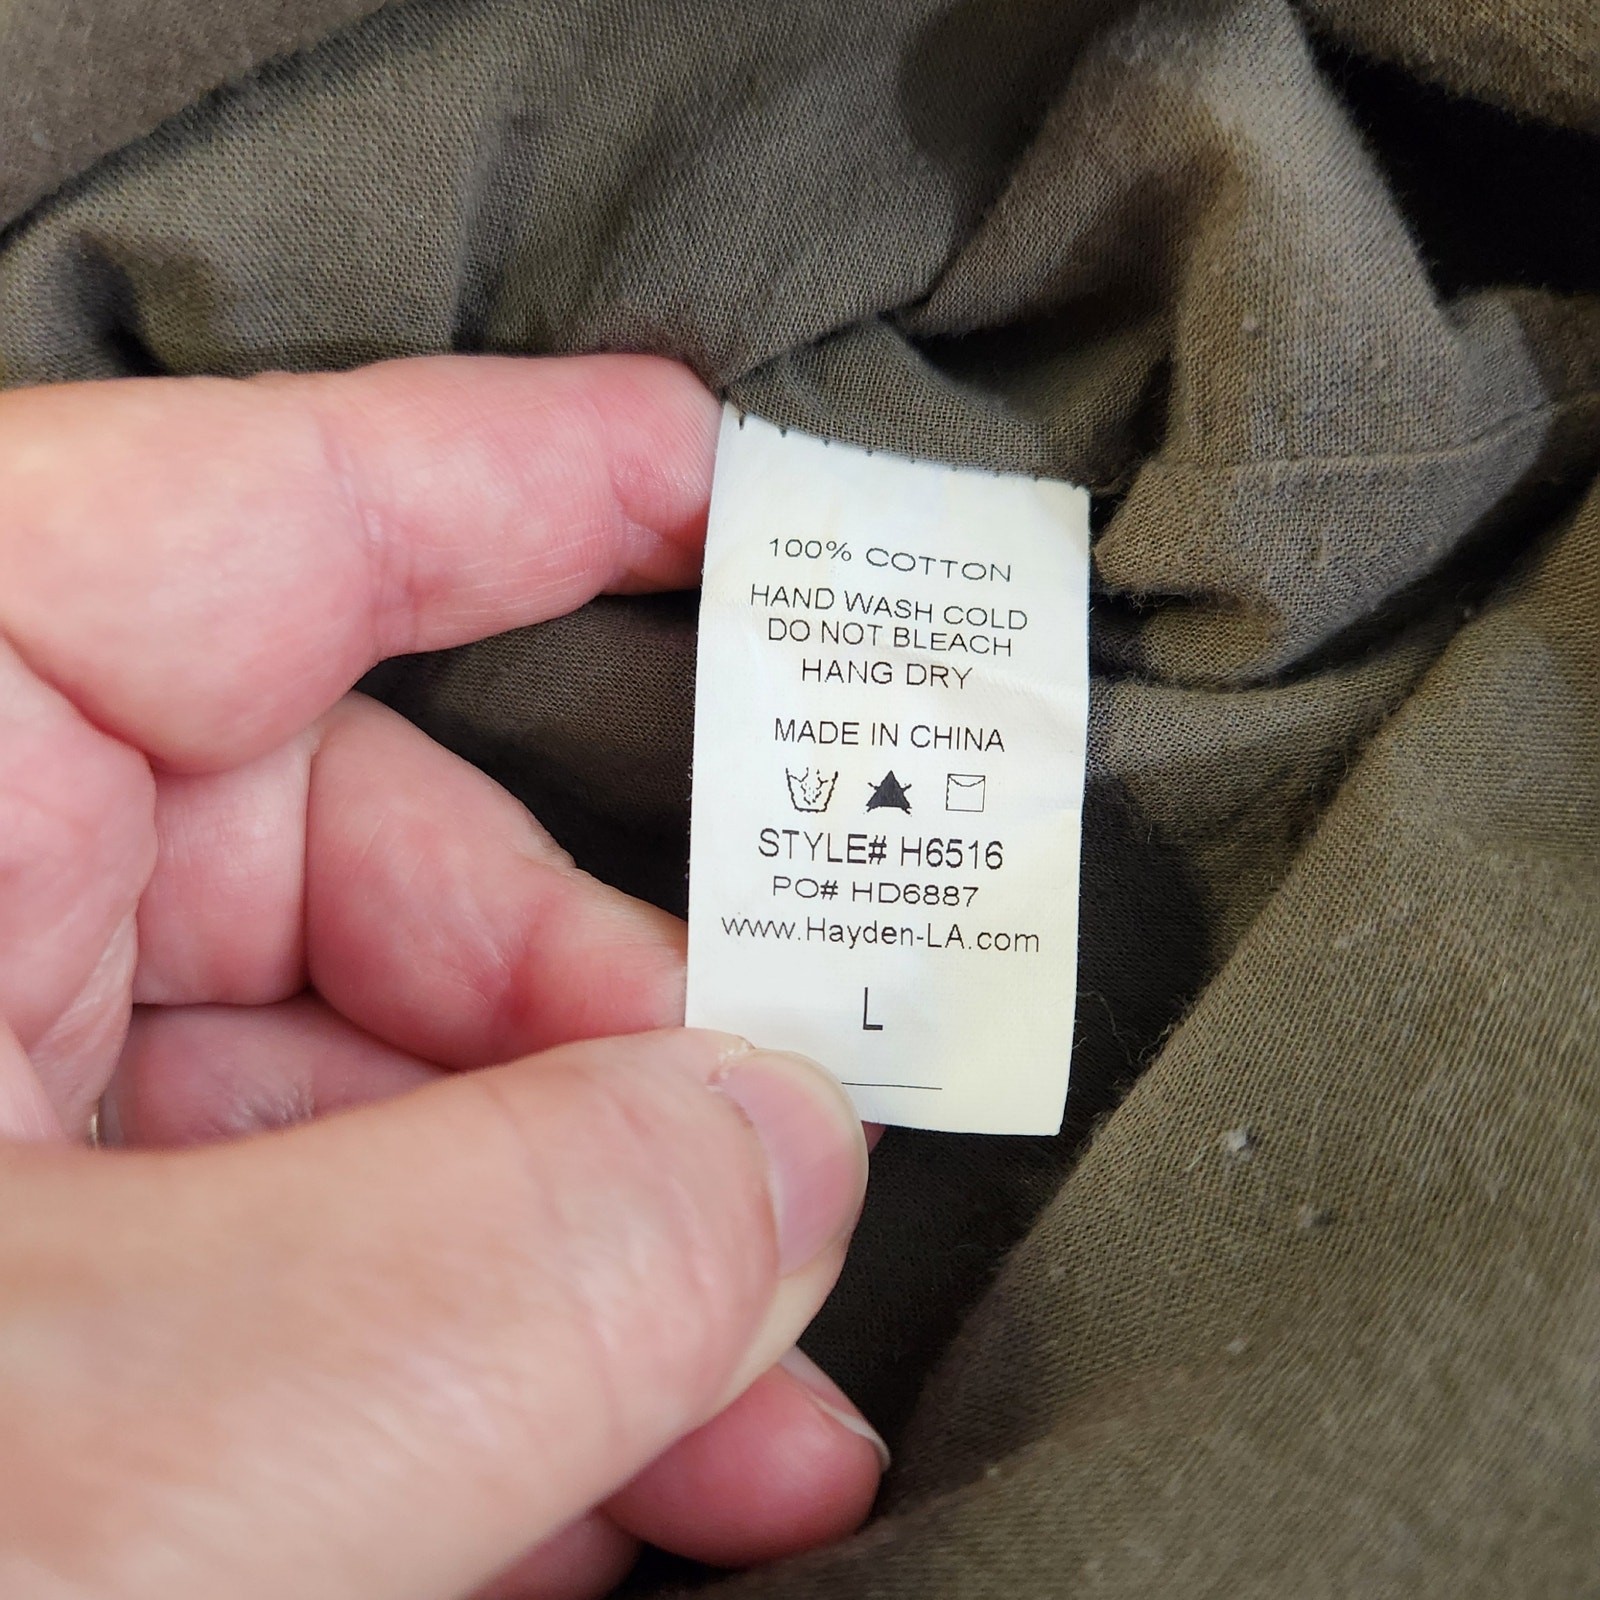 100% COTTON
HAND WASH COLD
DO NOT BLEACH
HANG DRY
MADE IN CHINA
STYLE# H6516
PO# HD6887
www.Hayden-LA.com
L